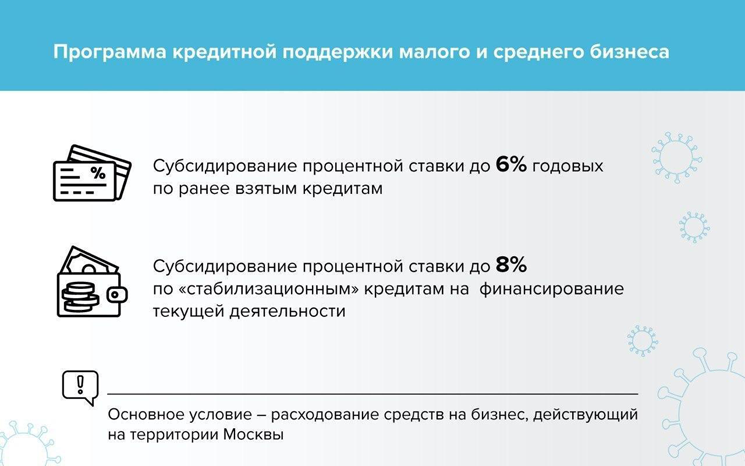 Программа кредитной поддержки малого и среднего бизнеса
%
Субсидирование процентной ставки до 6% годовых
по ранее взятым кредитам
Субсидирование процентной ставки до 8%
по «стабилизационным» кредитам на финансирование
текущей деятельности
!
Основное условие – расходование средств на бизнес, действующий
на территории Москвы